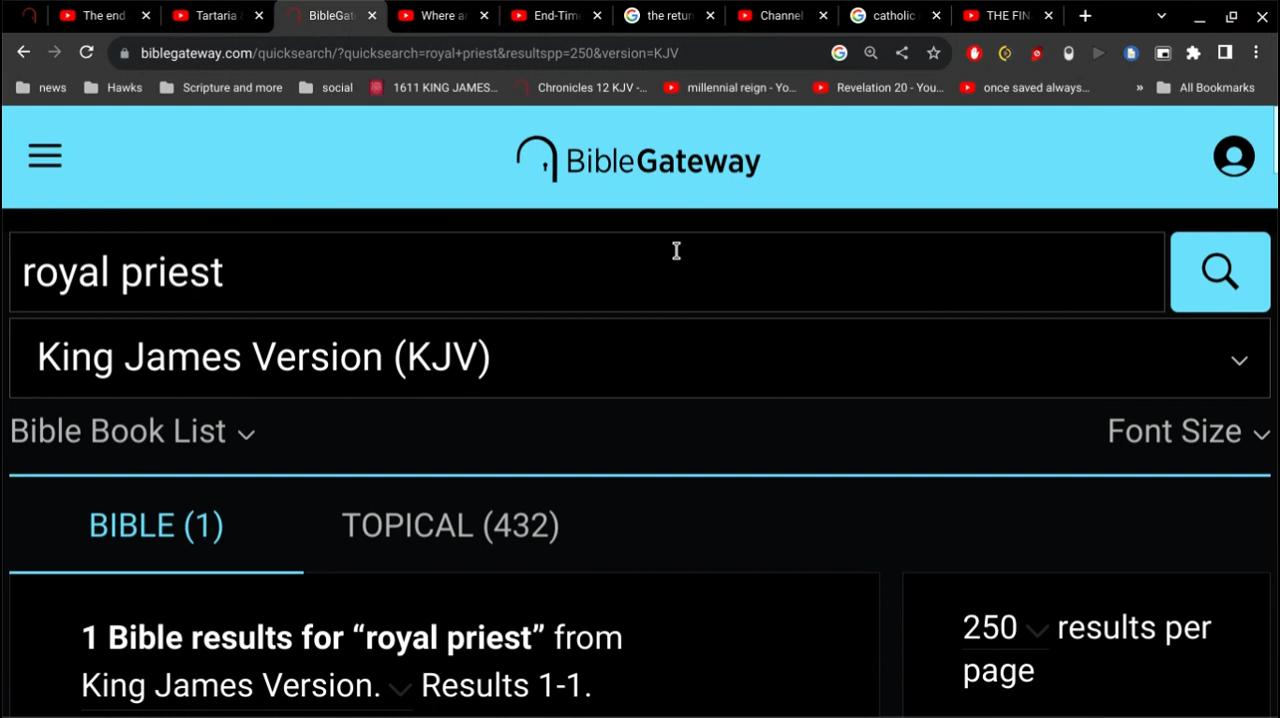 The end
Tartaria
BibleGat
Where a
End-Tim
the retur
Channel
catholic
THE FIN
biblegateway.com/quicksearch/?quicksearch=royal+priest&resultspp=250&version=KJV
news
Hawks
Scripture and more
social
1611 KING JAMES...
Chronicles 12 KJV -...
millennial reign - Yo...
Revelation 20 - You...
once saved always...
»
All Bookmarks
BibleGateway
royal priest
King James Version (KJV)
Bible Book List
Font Size
BIBLE (1)
TOPICAL (432)
1 Bible results for “royal priest” from
King James Version. Results 1-1.
250 results per
page